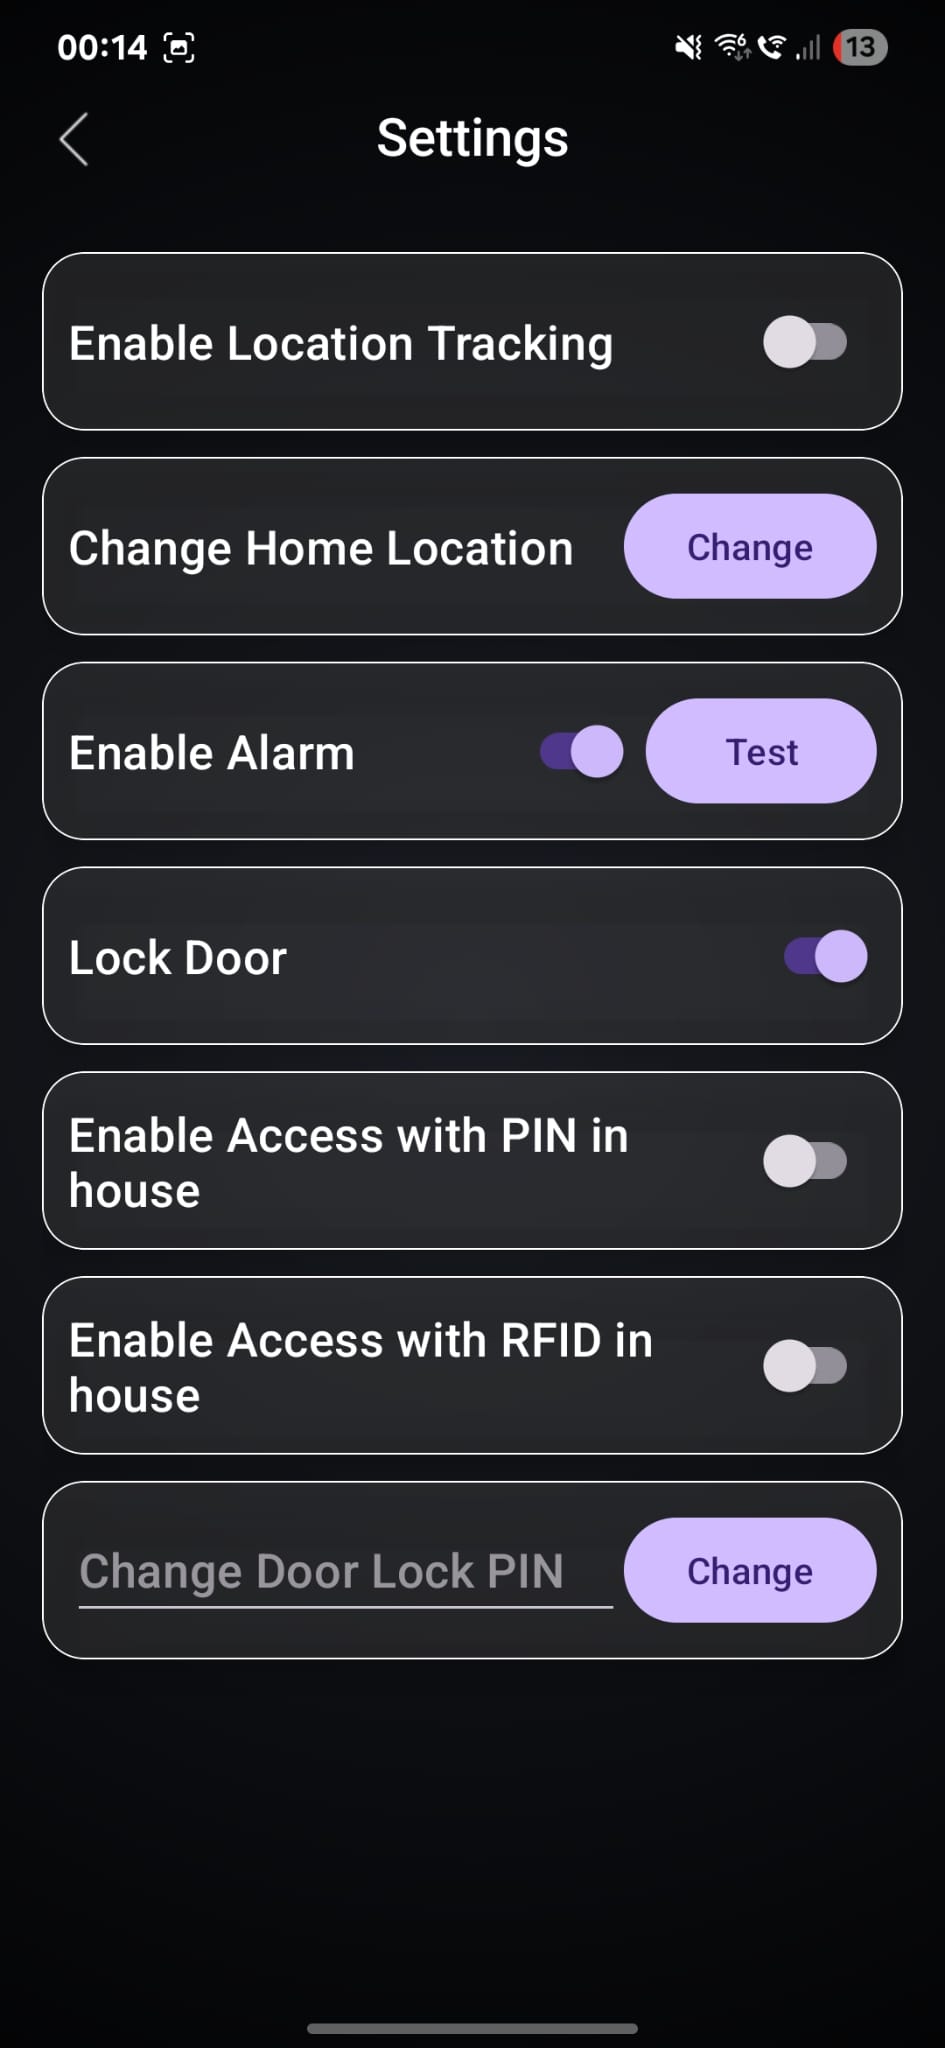 00:14
6
13
Settings
Enable Location Tracking
Change Home Location
Change
Enable Alarm
Test
Lock Door
Enable Access with PIN in
house
Enable Access with RFID in
house
Change Door Lock PIN
Change